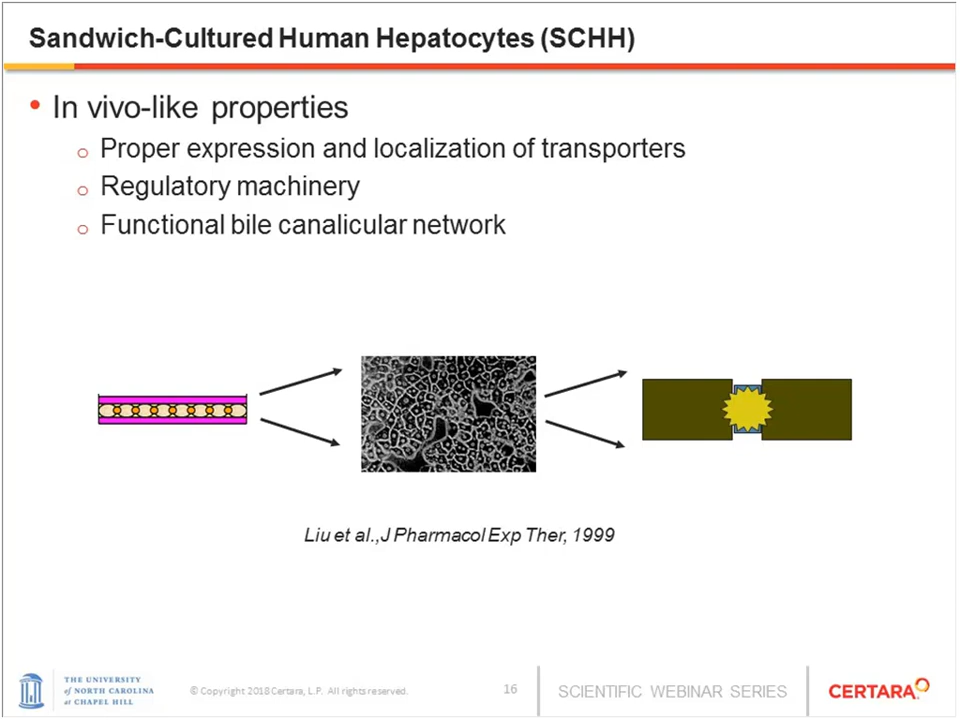 Sandwich-Cultured Human Hepatocytes (SCHH)
• In vivo-like properties
o Proper expression and localization of transporters
o Regulatory machinery
o Functional bile canalicular network
Liu et al.,J Pharmacol Exp Ther, 1999
THE UNIVERSITY
of NORTH CAROLINA
at CHAPEL HILL
© Copyright 2018 Certara, L.P. All rights reserved.
16
SCIENTIFIC WEBINAR SERIES
CERTARA